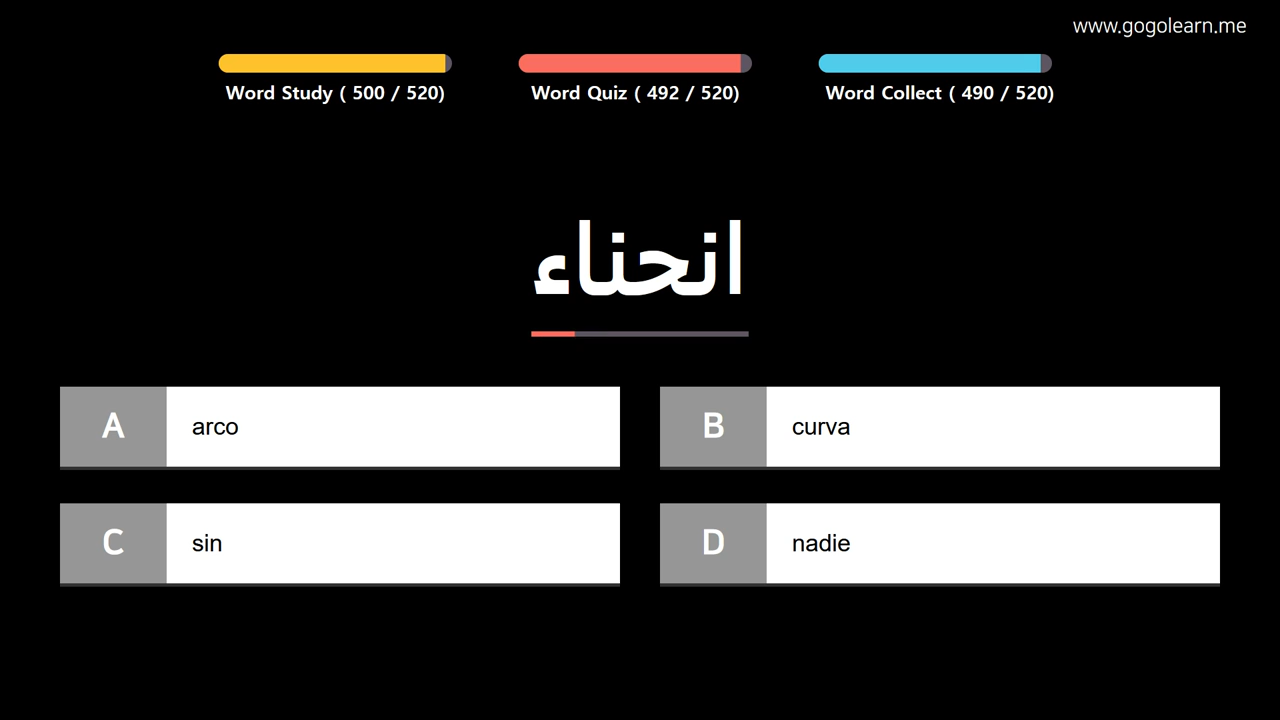 www.gogolearn.me
Word Study ( 500 / 520)
Word Quiz ( 492 / 520)
Word Collect ( 490 / 520)
انحناء
A arco
B curva
C sin
D nadie